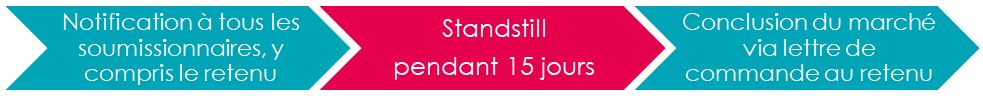 Notification à tous les
soumissionnaires, y
compris le retenu
Standstill
pendant 15 jours
Conclusion du marché
via lettre de
commande au retenu